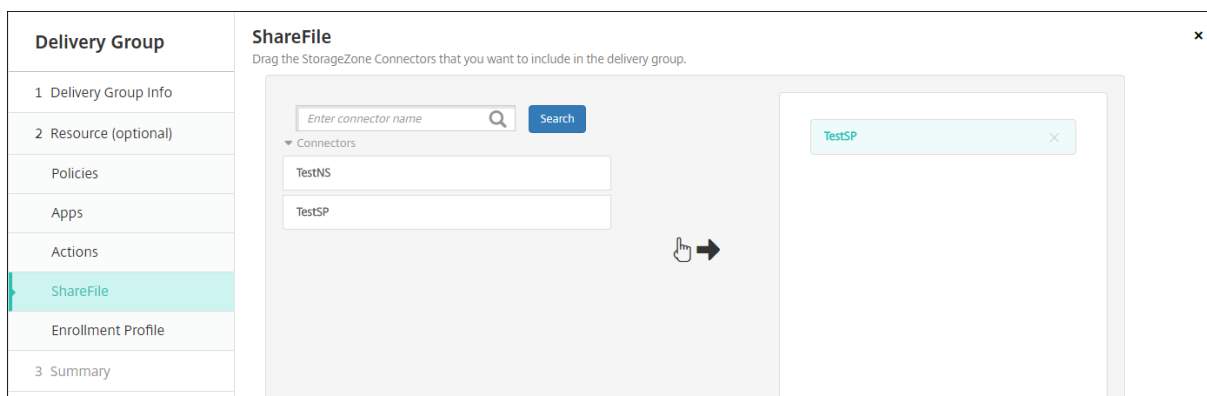 Delivery Group
1 Delivery Group Info
2 Resource (optional)
Policies
Apps
Actions
ShareFile
Enrollment Profile
3 Summary
ShareFile
Drag the StorageZone Connectors that you want to include in the delivery group.
Enter connector name
Search
Connectors
TestNS
TestSP
TestSP